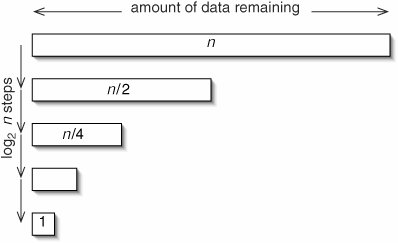 amount of data remaining
n
n/2
n/4
1
log₂ n steps